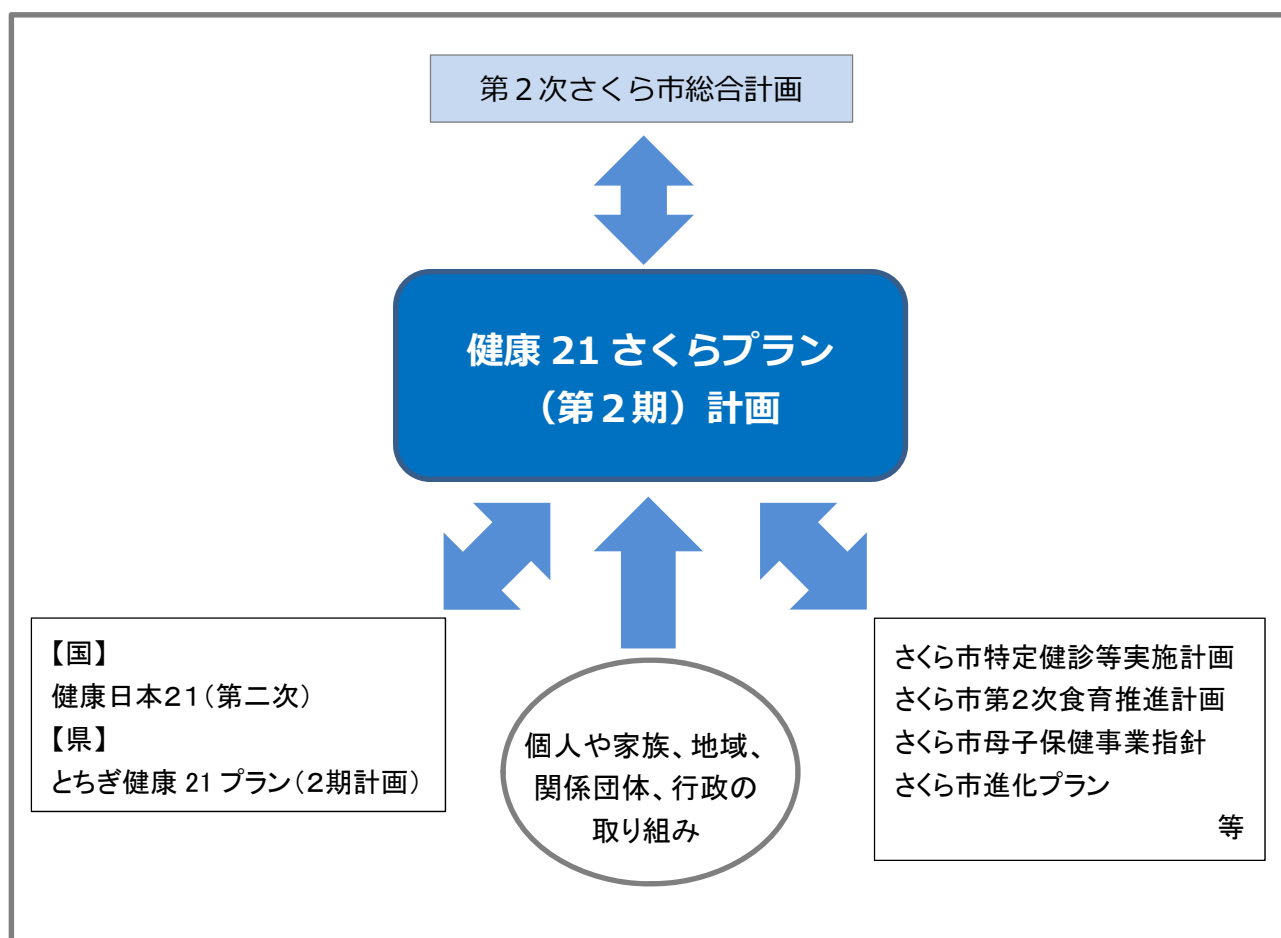 第２次さくら市総合計画
健康 21 さくらプラン
（第２期）計画
【国】
健康日本２１（第二次）
【県】
とちぎ健康 21 プラン（２期計画）
個人や家族、地域、
関係団体、行政の
取り組み
さくら市特定健診等実施計画
さくら市第２次食育推進計画
さくら市母子保健事業指針
さくら市進化プラン
等